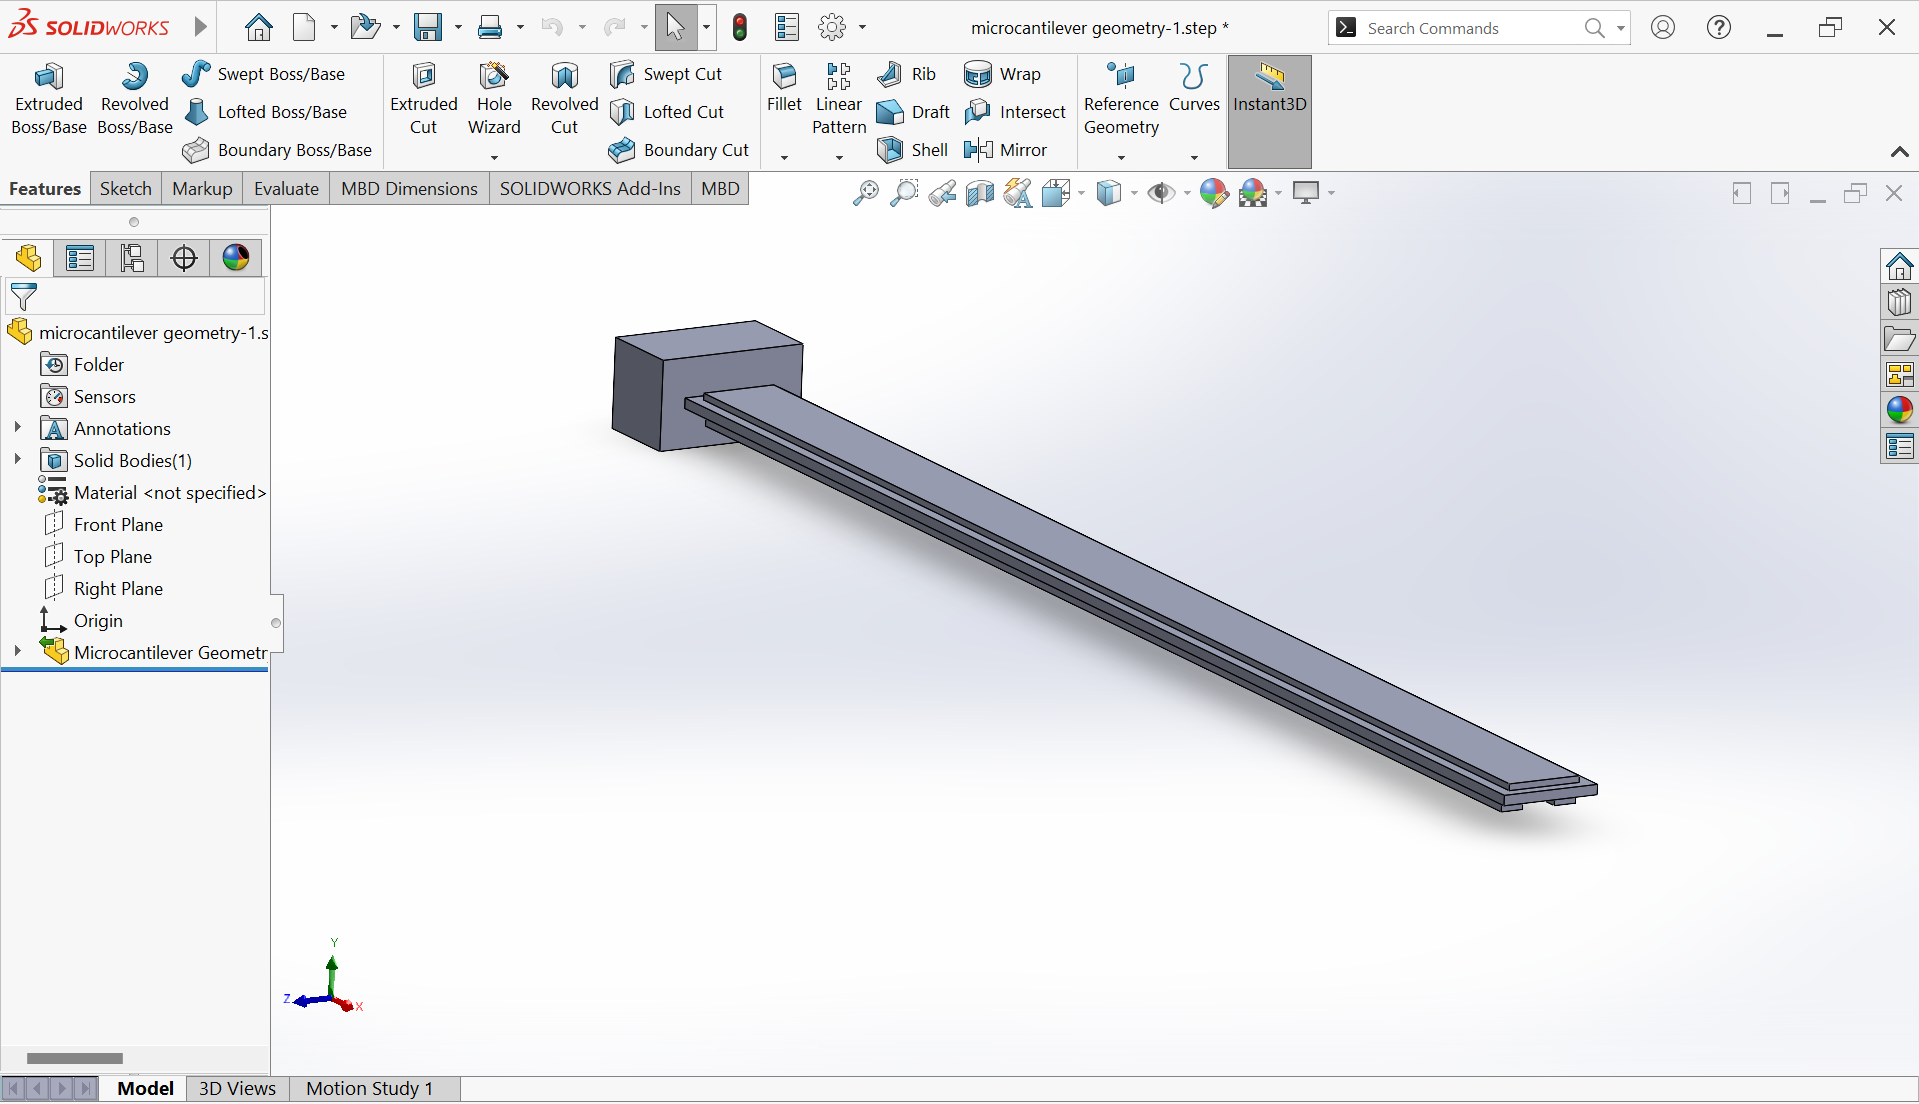 SOLIDWORKS
microcantilever geometry-1.step *
Search Commands
Extruded Boss/Base
Revolved Boss/Base
Swept Boss/Base
Lofted Boss/Base
Boundary Boss/Base
Extruded Cut
Hole Wizard
Revolved Cut
Swept Cut
Lofted Cut
Boundary Cut
Fillet
Linear Pattern
Rib
Draft
Shell
Wrap
Intersect
Mirror
Reference Geometry
Curves
Instant3D
Features
Sketch
Markup
Evaluate
MBD Dimensions
SOLIDWORKS Add-Ins
MBD
microcantilever geometry-1.s
Folder
Sensors
Annotations
Solid Bodies(1)
Material <not specified>
Front Plane
Top Plane
Right Plane
Origin
Microcantilever Geometr
Y
Z
X
Model
3D Views
Motion Study 1